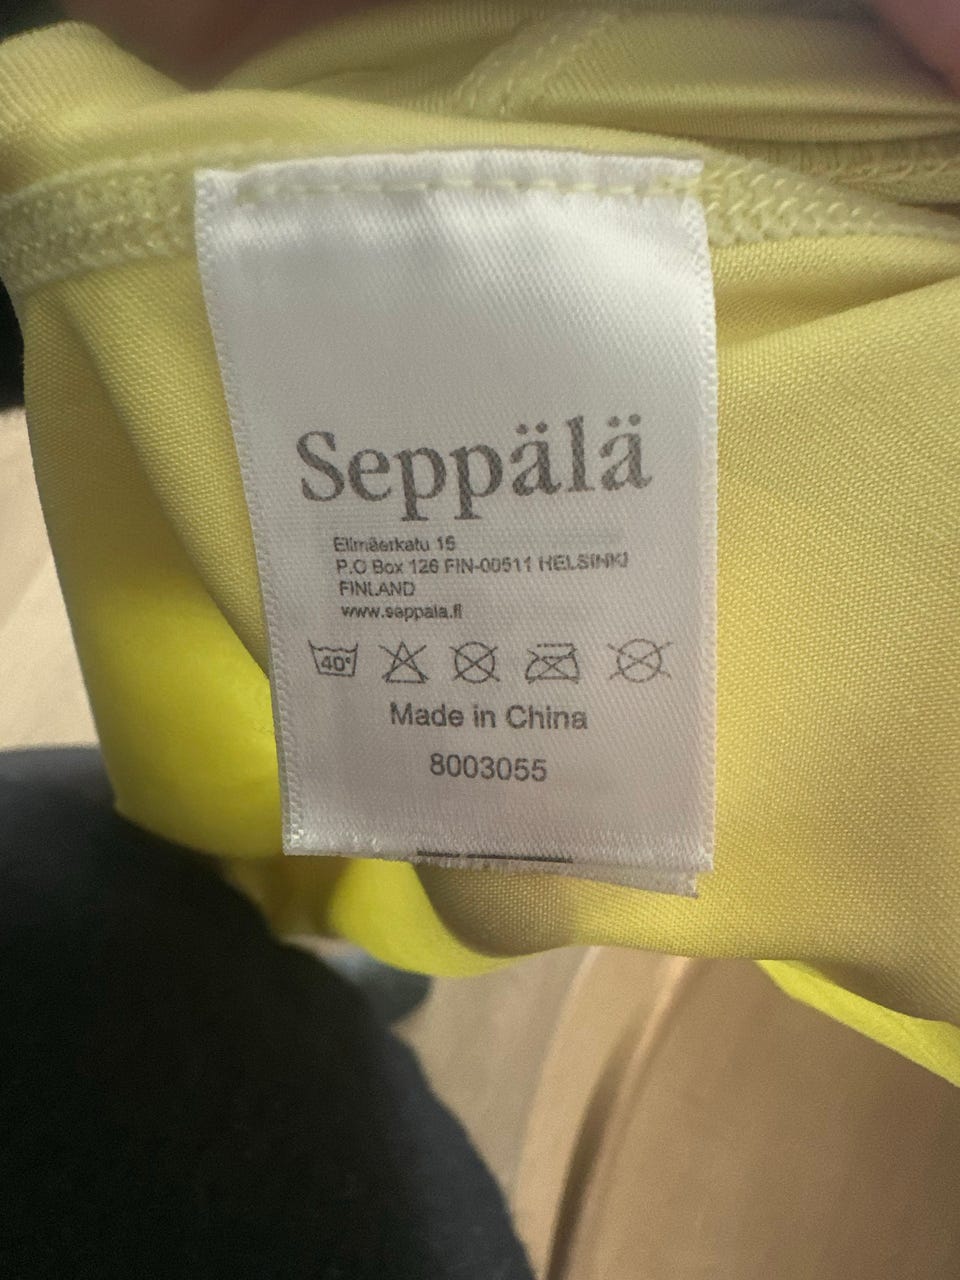 Seppälä
Elimäenkatu 15
P.O Box 126 FIN-00511 HELSINKI
FINLAND
www.seppala.fi
40°
Made in China
8003055